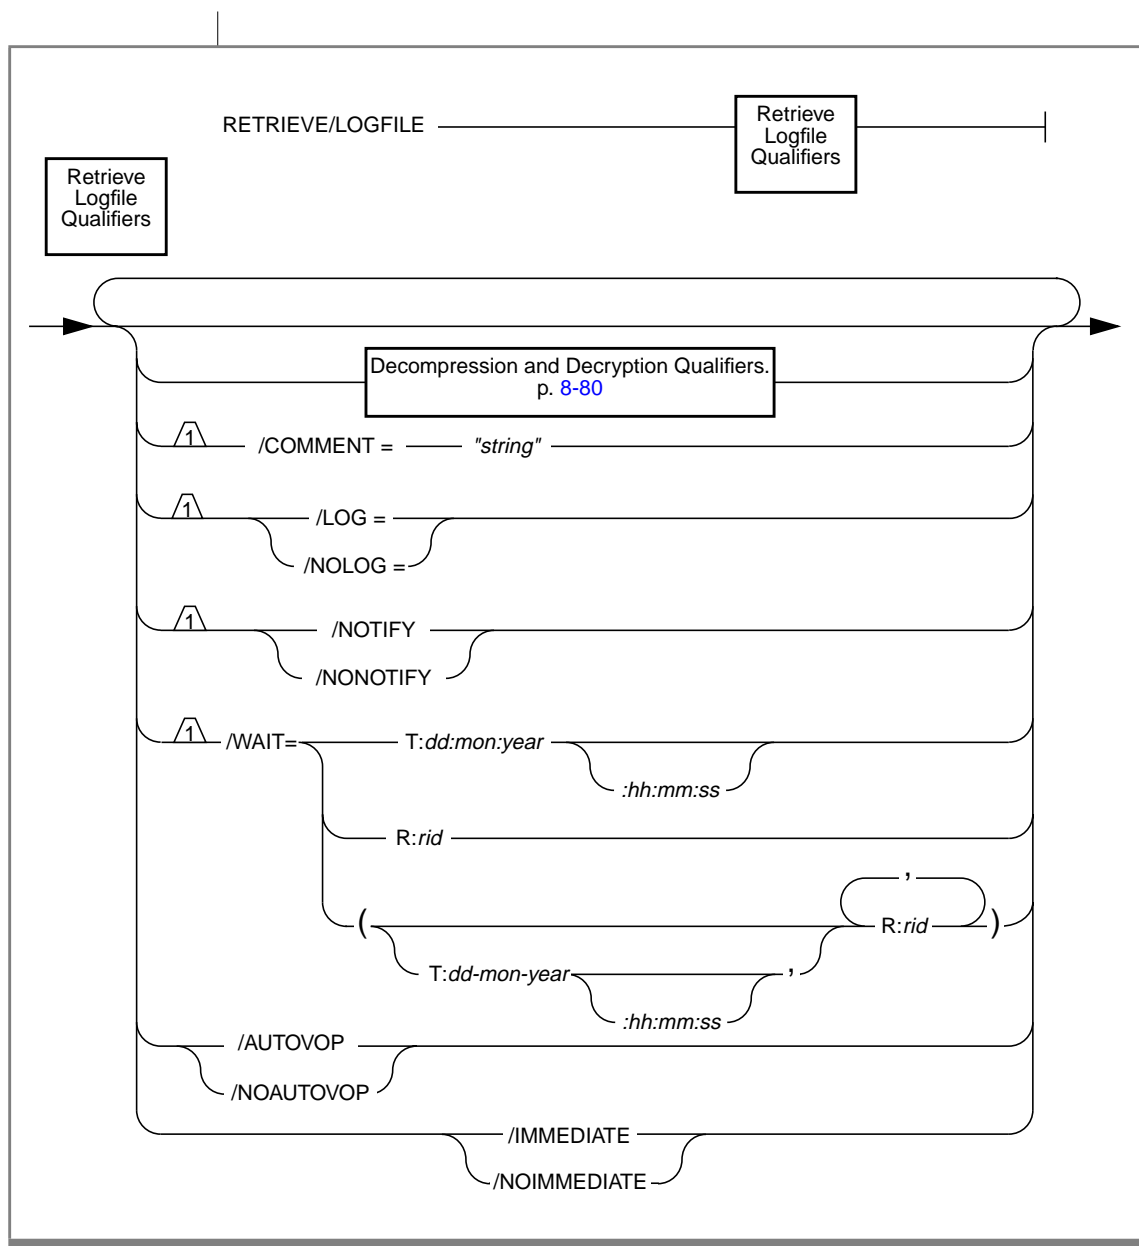 RETRIEVE/LOGFILE
Retrieve
Logfile
Qualifiers
Retrieve
Logfile
Qualifiers
Decompression and Decryption Qualifiers.
p. 8-80
1 /COMMENT = "string"
1 /LOG =
/NOLOG =
1 /NOTIFY
/NONOTIFY
1 /WAIT= T:dd:mon:year
:hh:mm:ss
R:rid
,
( R:rid )
T:dd-mon-year ,
:hh:mm:ss
/AUTOVOP
/NOAUTOVOP
/IMMEDIATE
/NOIMMEDIATE